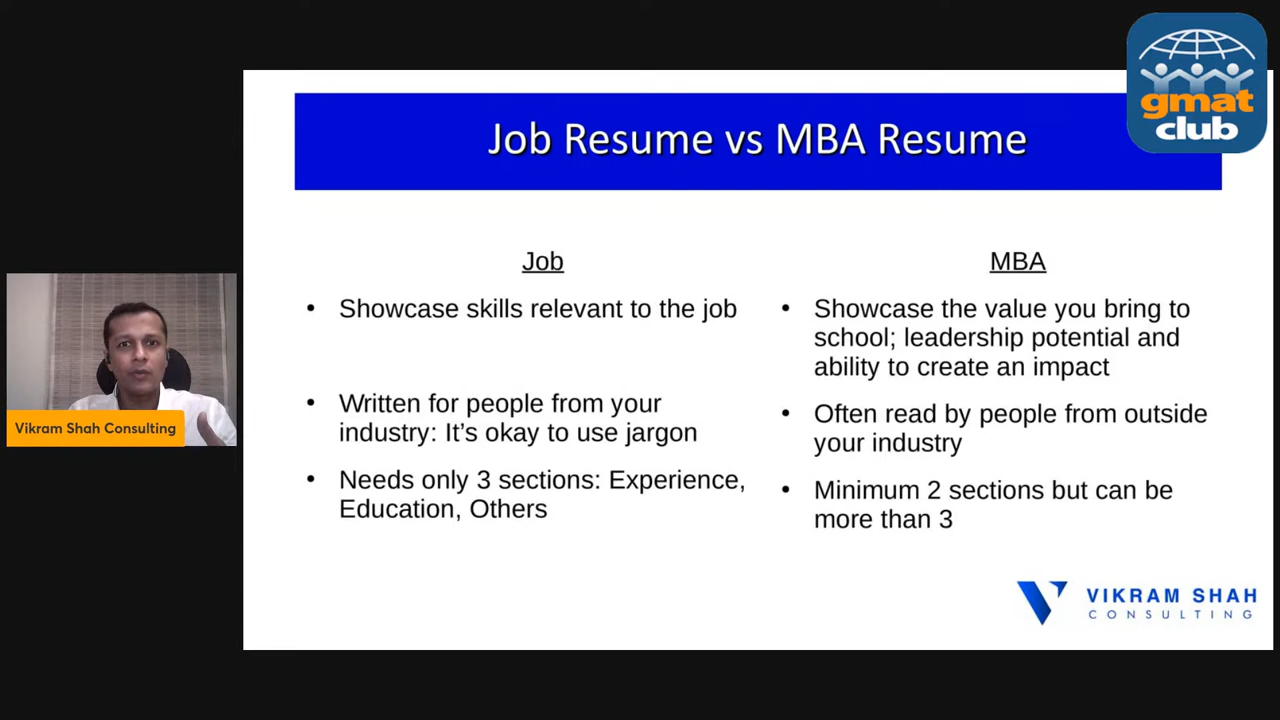 gmat
club
Job Resume vs MBA Resume
Job
• Showcase skills relevant to the job
• Written for people from your
industry: It's okay to use jargon
• Needs only 3 sections: Experience,
Education, Others
MBA
• Showcase the value you bring to
school; leadership potential and
ability to create an impact
• Often read by people from outside
your industry
• Minimum 2 sections but can be
more than 3
Vikram Shah Consulting
VIKRAM SHAH
CONSULTING